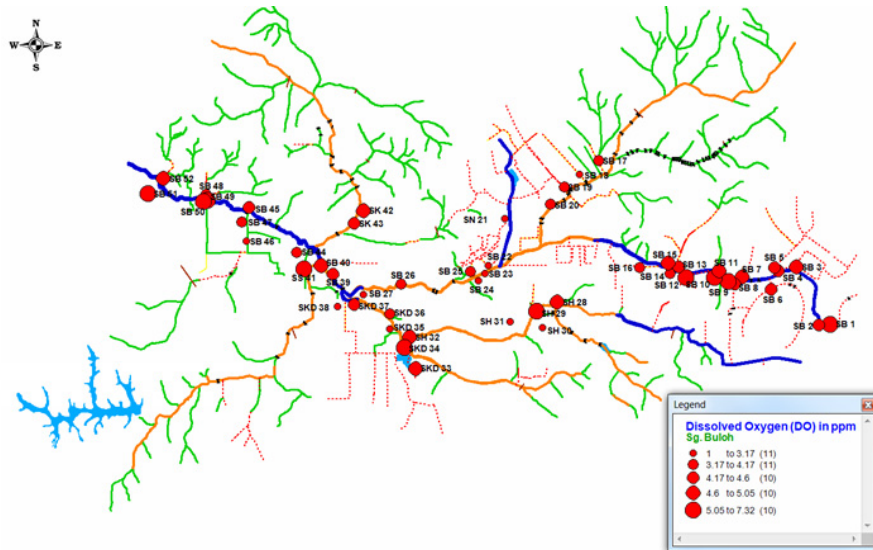 N
W E
S
SB 17
SB 18
SB 19
SB 20
SN 21
SB 52
SB 51
SB 48
SB 49
SB 50
SB 45
SB 47
SB 46
SK 42
SK 43
SB 44
SB 40
SS 41
SB 39
SB 27
SKD 38
SKD 37
SB 26
SB 25
SB 22
SB 23
SB 24
SKD 36
SKD 35
SH 32
SKD 34
SKD 33
SH 31
SH 28
SH 29
SH 30
SB 16
SB 15
SB 14
SB 13
SB 12
SB 11
SB 10
SB 9
SB 8
SB 7
SB 5
SB 4
SB 3
SB 6
SB 2
SB 1
Legend
Dissolved Oxygen (DO) in ppm
Sg. Buloh
1 to 3.17 (11)
3.17 to 4.17 (11)
4.17 to 4.6 (10)
4.6 to 5.05 (10)
5.05 to 7.32 (10)